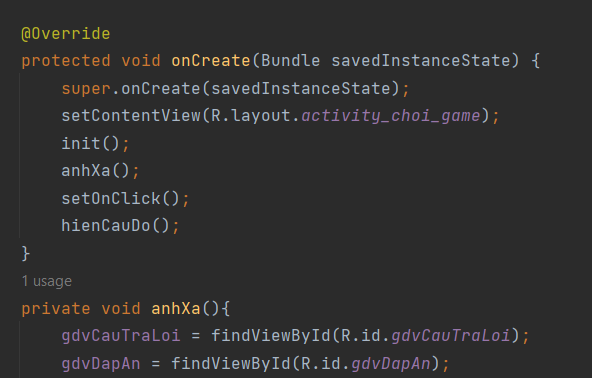 @Override
protected void onCreate(Bundle savedInstanceState) {
super.onCreate(savedInstanceState);
setContentView(R.layout.activity_choi_game);
init();
anhXa();
setOnClick();
hienCauDo();
}
1 usage
private void anhXa(){
gdvCauTraLoi = findViewById(R.id.gdvCauTraLoi);
gdvDapAn = findViewById(R.id.gdvDapAn);